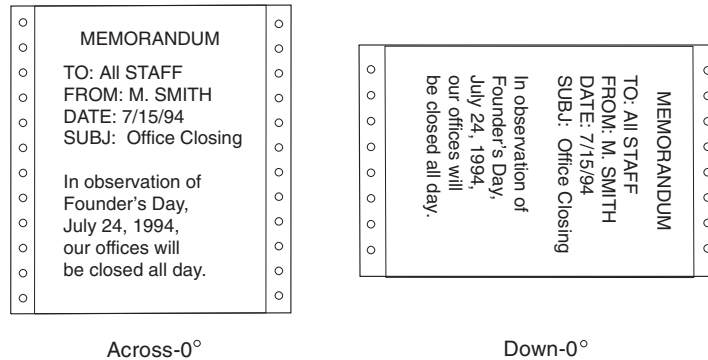 MEMORANDUM
TO: All STAFF
FROM: M. SMITH
DATE: 7/15/94
SUBJ: Office Closing
In observation of
Founder's Day,
July 24, 1994,
our offices will
be closed all day.
Across-0°
MEMORANDUM
TO: All STAFF
FROM: M. SMITH
DATE: 7/15/94
SUBJ: Office Closing
In observation of
Founder's Day,
July 24, 1994,
our offices will
be closed all day.
Down-0°